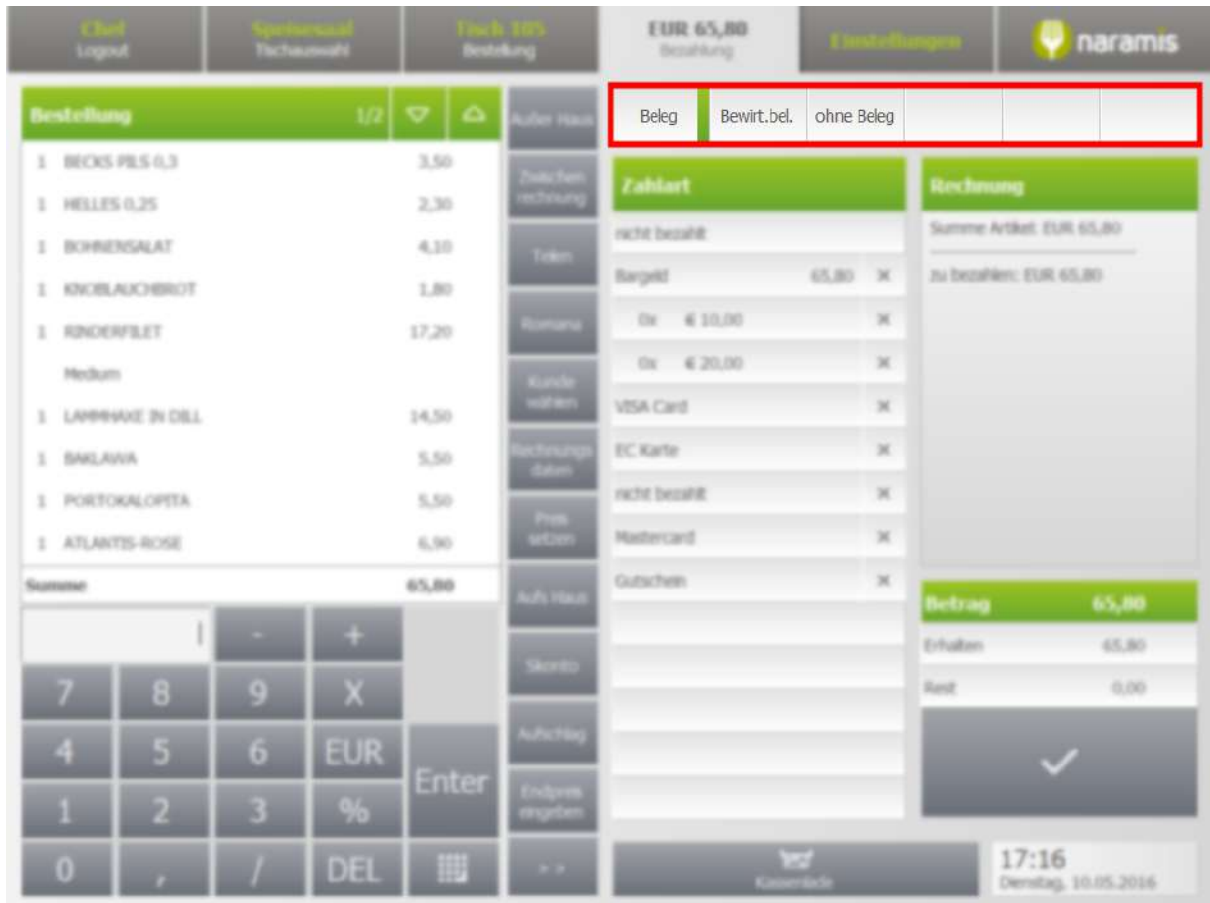 Chef
Logout
Speisesaal
Tischauswahl
Tisch 105
Bestellung
EUR 65,80
Bezahlung
Einstellungen
naramis
Bestellung 1/2
1 BECKS PILS 0,3 3,50
1 HELLES 0,25 2,30
1 BOHNENSALAT 4,10
1 KNOBLAUCHBROT 1,80
1 RINDERFILET 17,20
Medium
1 LAMMHAXE IN DILL 14,50
1 BAKLAWA 5,50
1 PORTOKALOPITA 5,50
1 ATLANTIS-ROSE 6,90
Summe 65,80
- +
7 8 9 X
4 5 6 EUR
Enter
1 2 3 %
0 , / DEL
Außer Haus
Zwischen
rechnung
Teilen
Romana
Kunde
wählen
Rechnungs
daten
Preis
setzen
Aufs Haus
Skonto
Aufschlag
Endpreis
eingeben
> >
Beleg Bewirt.bel. ohne Beleg
Zahlart
nicht bezahlt
Bargeld 65,80 X
0x € 10,00 X
0x € 20,00 X
VISA Card X
EC Karte X
nicht bezahlt X
Mastercard X
Gutschein X
Rechnung
Summe Artikel: EUR 65,80
zu bezahlen: EUR 65,80
Betrag 65,80
Erhalten 65,80
Rest 0,00
Kassenlade
17:16
Dienstag, 10.05.2016